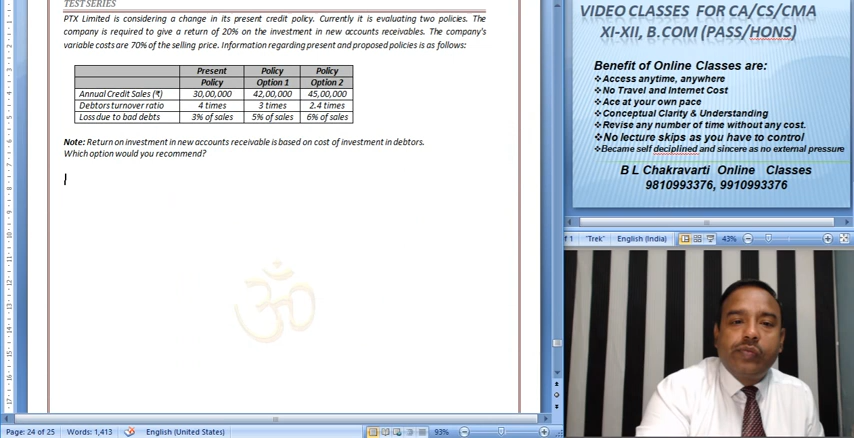 TEST SERIES
PTX Limited is considering a change in its present credit policy. Currently it is evaluating two policies. The
company is required to give a return of 20% on the investment in new accounts receivables. The company's
variable costs are 70% of the selling price. Information regarding present and proposed policies is as follows:
Present Policy Policy
Policy Option 1 Option 2
Annual Credit Sales (₹) 30,00,000 42,00,000 45,00,000
Debtors turnover ratio 4 times 3 times 2.4 times
Loss due to bad debts 3% of sales 5% of sales 6% of sales
Note: Return on investment in new accounts receivable is based on cost of investment in debtors.
Which option would you recommend?
ॐ
Page: 24 of 25 Words: 1,413 English (United States) 93%
VIDEO CLASSES FOR CA/CS/CMA
XI-XII, B.COM (PASS/HONS)
Benefit of Online Classes are:
❖Access anytime, anywhere
❖No Travel and Internet Cost
❖Ace at your own pace
❖Conceptual Clarity & Understanding
❖Revise any number of time without any cost.
❖No lecture skips as you have to control
❖Became self deciplined and sincere as no external pressure
B L Chakravarti Online Classes
9810993376, 9910993376
f 1 "Trek" English (India) 43%